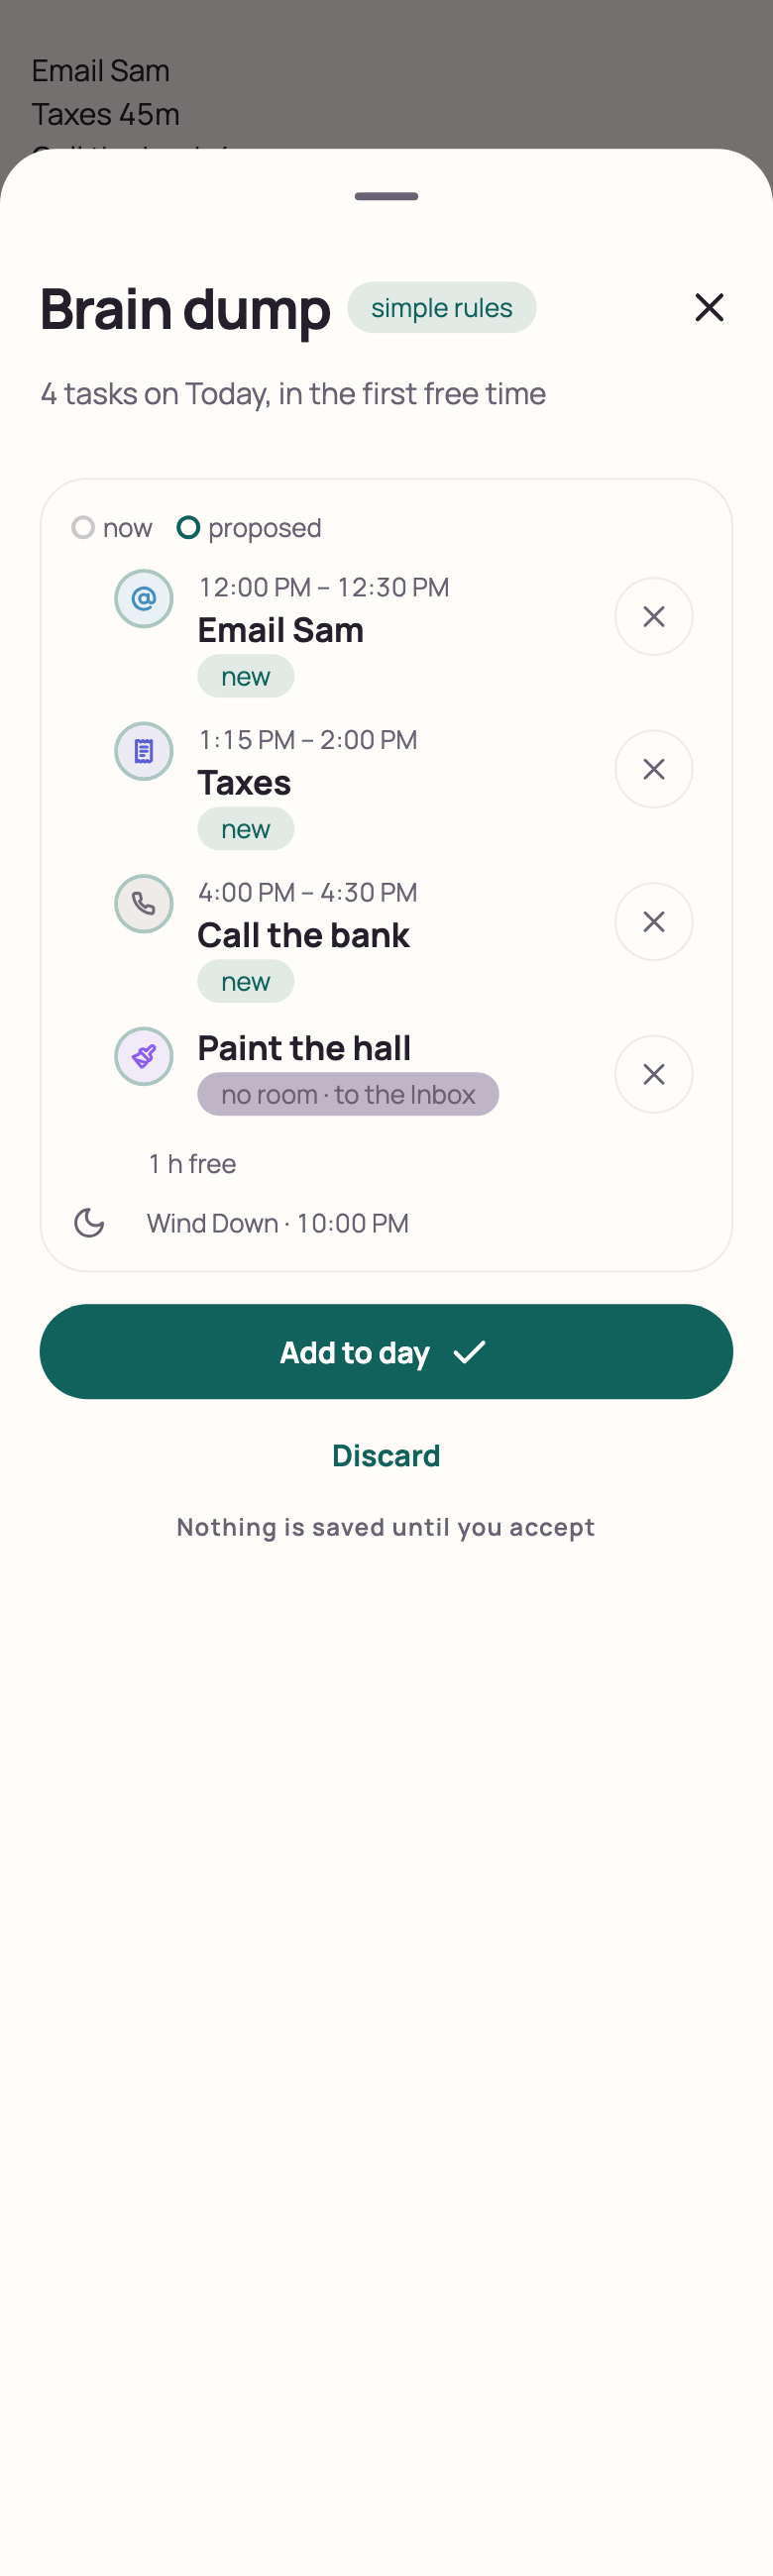 Email Sam
Taxes 45m
Brain dump
simple rules
4 tasks on Today, in the first free time
now
proposed
12:00 PM – 12:30 PM
Email Sam
new
1:15 PM – 2:00 PM
Taxes
new
4:00 PM – 4:30 PM
Call the bank
new
Paint the hall
no room · to the Inbox
1 h free
Wind Down · 10:00 PM
Add to day
Discard
Nothing is saved until you accept